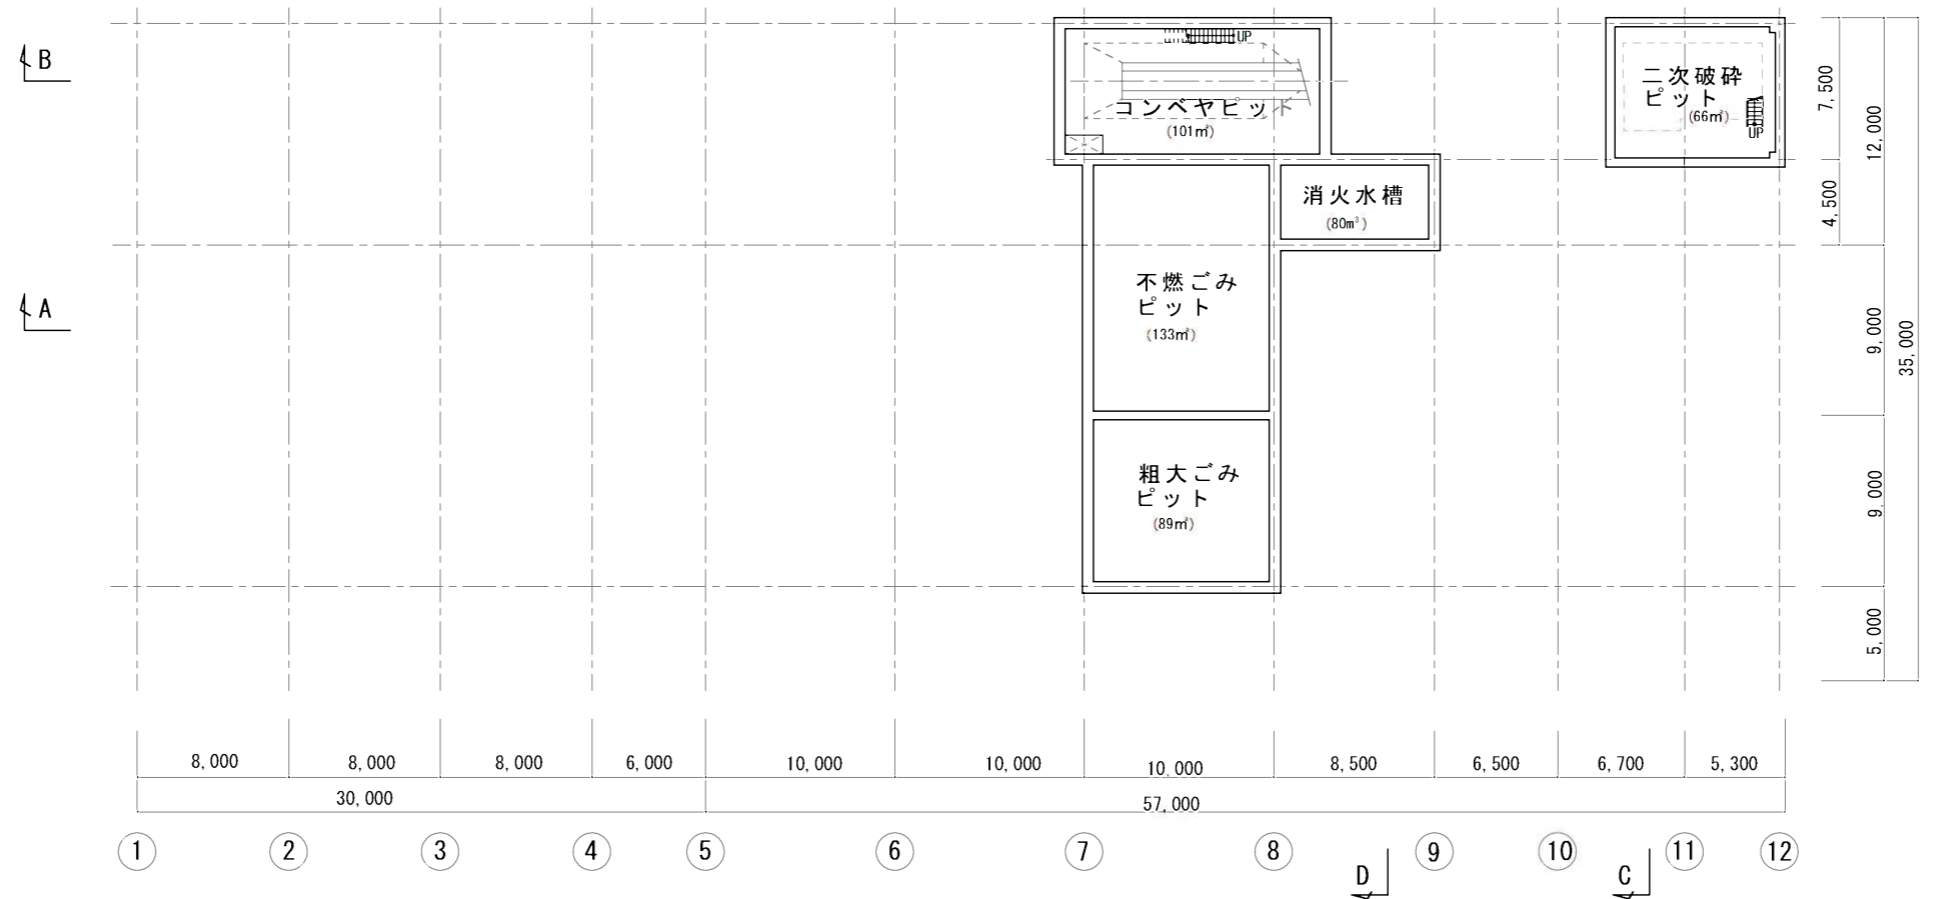 B
UP
コンベヤピット
(101㎡)
二次破砕
ピット
(66㎡)
UP
7,500
12,000
消火水槽
(80m³)
4,500
A
不燃ごみ
ピット
(133㎡)
9,000
35,000
粗大ごみ
ピット
(89㎡)
9,000
5,000
8,000 8,000 8,000 6,000 10,000 10,000 10,000 8,500 6,500 6,700 5,300
30,000 57,000
1 2 3 4 5 6 7 8 9 10 11 12
D C